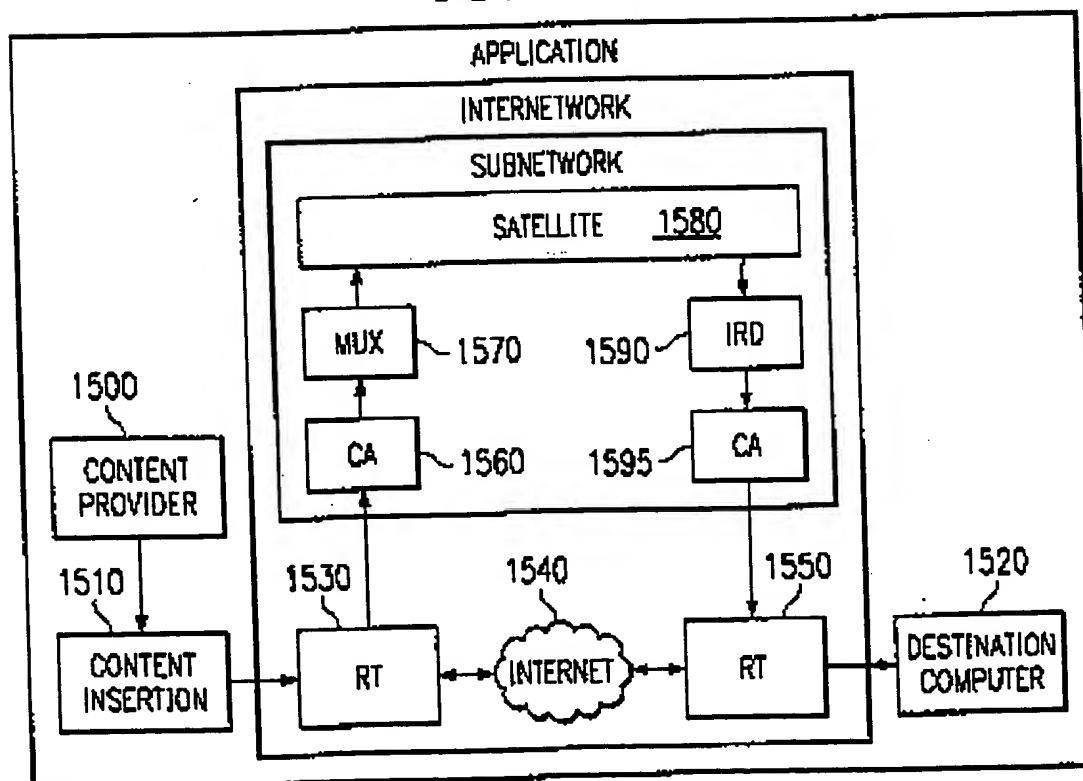 APPLICATION
INTERNETWORK
SUBNETWORK
SATELLITE 1580
MUX
1570
1590
IRD
1500
CONTENT
PROVIDER
CA
1560
1595
CA
1510
CONTENT
INSERTION
1530
RT
1540
INTERNET
1550
RT
1520
DESTINATION
COMPUTER